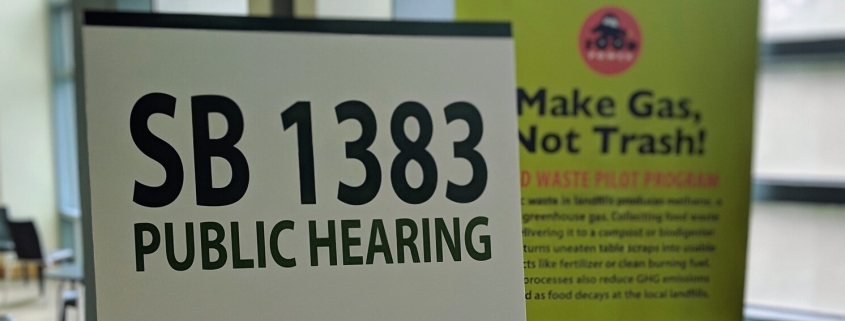 SB 1383
PUBLIC HEARING
Make Gas,
Not Trash!
D WASTE PILOT PROGRAM
c waste in landfills produces methane, a
greenhouse gas. Collecting food waste
livering it to a compost or biodigester
turns uneaten table scraps into usable
cts like fertilizer or clean burning fuel.
processes also reduce GHG emissions
d as food decays at the local landfills.